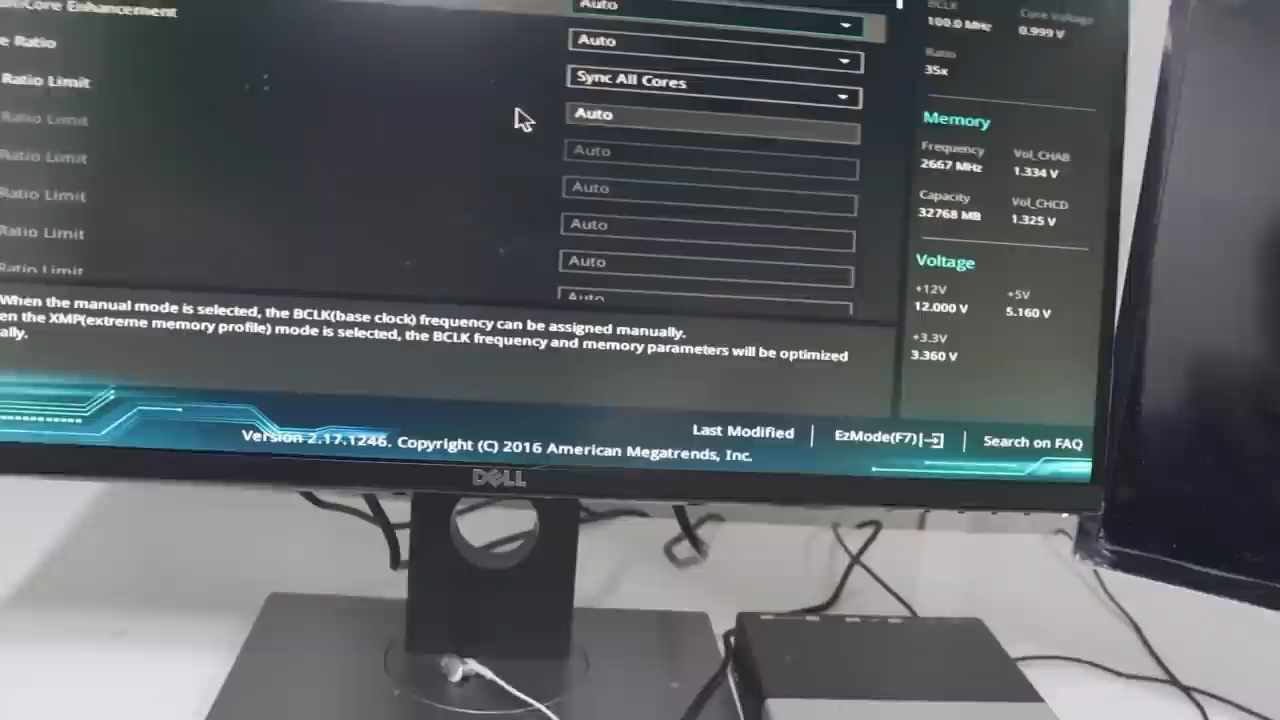 Core Enhancement
Auto
BCLK
Core Voltage
100.0 MHz
0.999 V
Ratio
Auto
Ratio
35x
Ratio Limit
Sync All Cores
Ratio Limit
Auto
Memory
Ratio Limit
Auto
Frequency
Vol_CHAB
2667 MHz
1.334 V
Ratio Limit
Auto
Capacity
Vol_CHCD
32768 MB
1.325 V
Ratio Limit
Auto
Ratio Limit
Auto
Voltage
Auto
+12V
+5V
12.000 V
5.160 V
+3.3V
3.360 V
When the manual mode is selected, the BCLK(base clock) frequency can be assigned manually.
en the XMP(extreme memory profile) mode is selected, the BCLK frequency and memory parameters will be optimized
ally.
Last Modified
EzMode(F7)
Search on FAQ
Version 2.17.1246. Copyright (C) 2016 American Megatrends, Inc.
DELL